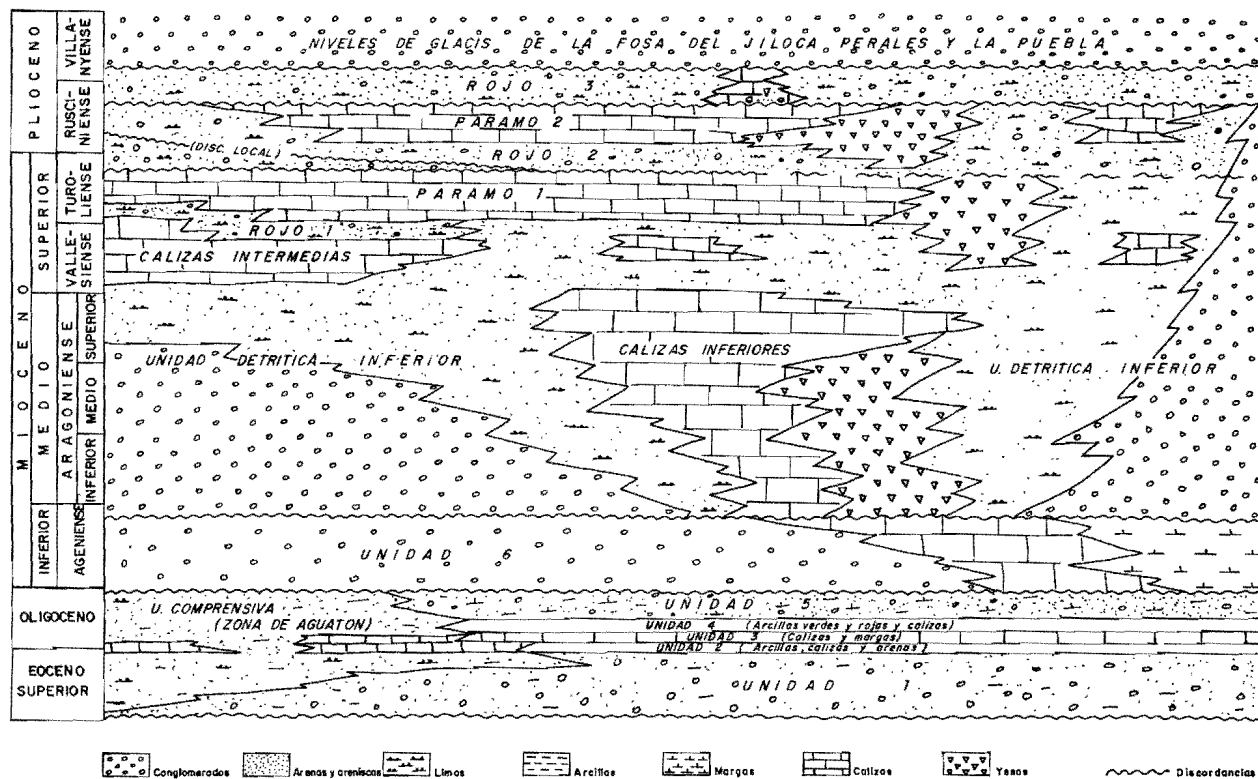 PLIOCENO
VILLA-
NYENSE
RUSCI-
NIENSE
MIOCENO
SUPERIOR
TURO-
LIENSE
VALLE-
SIENSE
MEDIO
ARAGONIENSE
SUPERIOR
MEDIO
INFERIOR
INFERIOR
AGENIENSE
OLIGOCENO
EOCENO
SUPERIOR
NIVELES DE GLACIS DE LA FOSA DEL JILOCA PERALES Y LA PUEBLA
ROJO 3
PARAMO 2
(DISC. LOCAL)
ROJO 2
PARAMO 1
ROJO 1
CALIZAS INTERMEDIAS
UNIDAD DETRITICA INFERIOR
CALIZAS INFERIORES
U. DETRITICA INFERIOR
UNIDAD 6
U. COMPRENSIVA
(ZONA DE AGUATON)
UNIDAD 5
UNIDAD 4 (Arcillas verdes y rojas y calizas)
UNIDAD 3 (Calizas y margas)
UNIDAD 2 (Arcillas, calizas y arenas)
UNIDAD 1
Conglomerados Arenas y areniscas Limos Arcillas Margas Calizas Yesos Discordancias